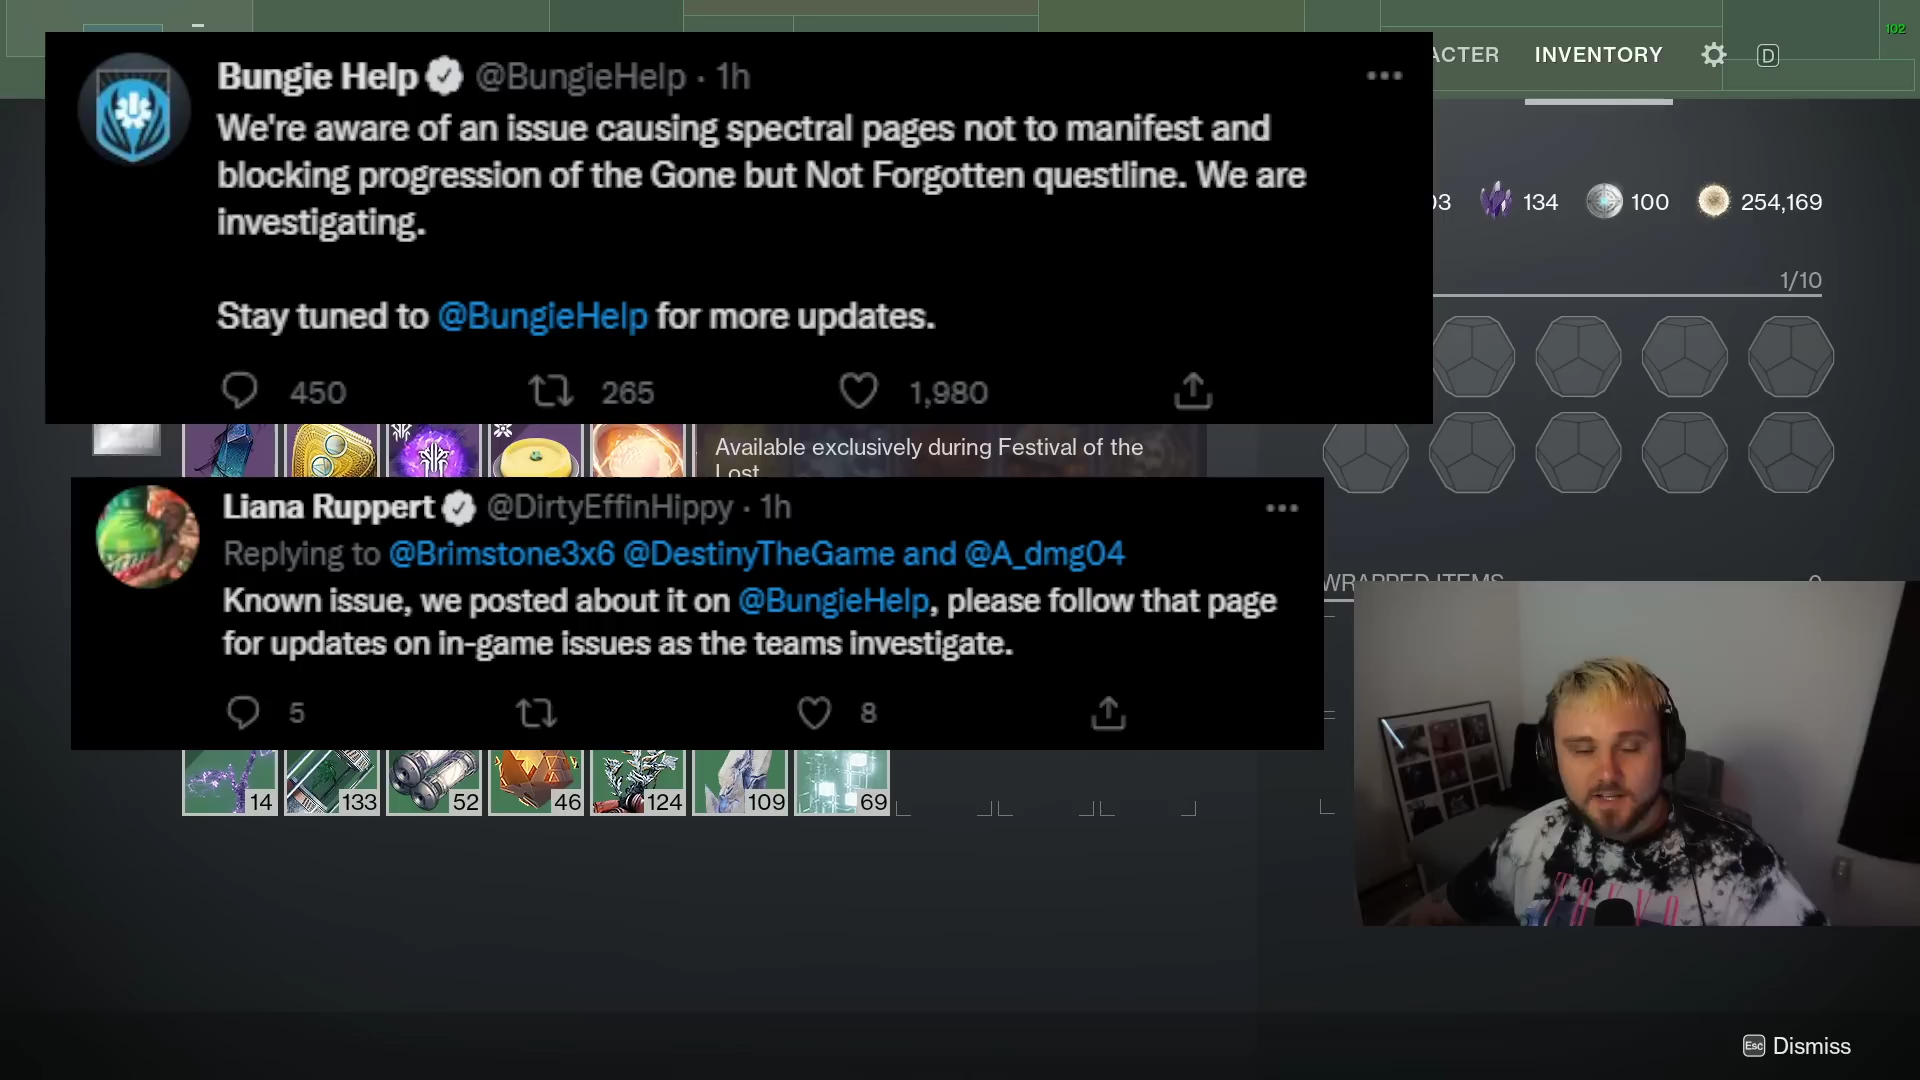 102
ACTER INVENTORY D
Bungie Help @BungieHelp · 1h
We're aware of an issue causing spectral pages not to manifest and
blocking progression of the Gone but Not Forgotten questline. We are
investigating.
Stay tuned to @BungieHelp for more updates.
450 265 1,980
03 134 100 254,169
1/10
Available exclusively during Festival of the
Lost
Liana Ruppert @DirtyEffinHippy · 1h
Replying to @Brimstone3x6 @DestinyTheGame and @A_dmg04
Known issue, we posted about it on @BungieHelp, please follow that page
for updates on in-game issues as the teams investigate.
5 8
WRAPPED ITEMS 0
14 133 52 46 124 109 69
TOKYO
Esc Dismiss